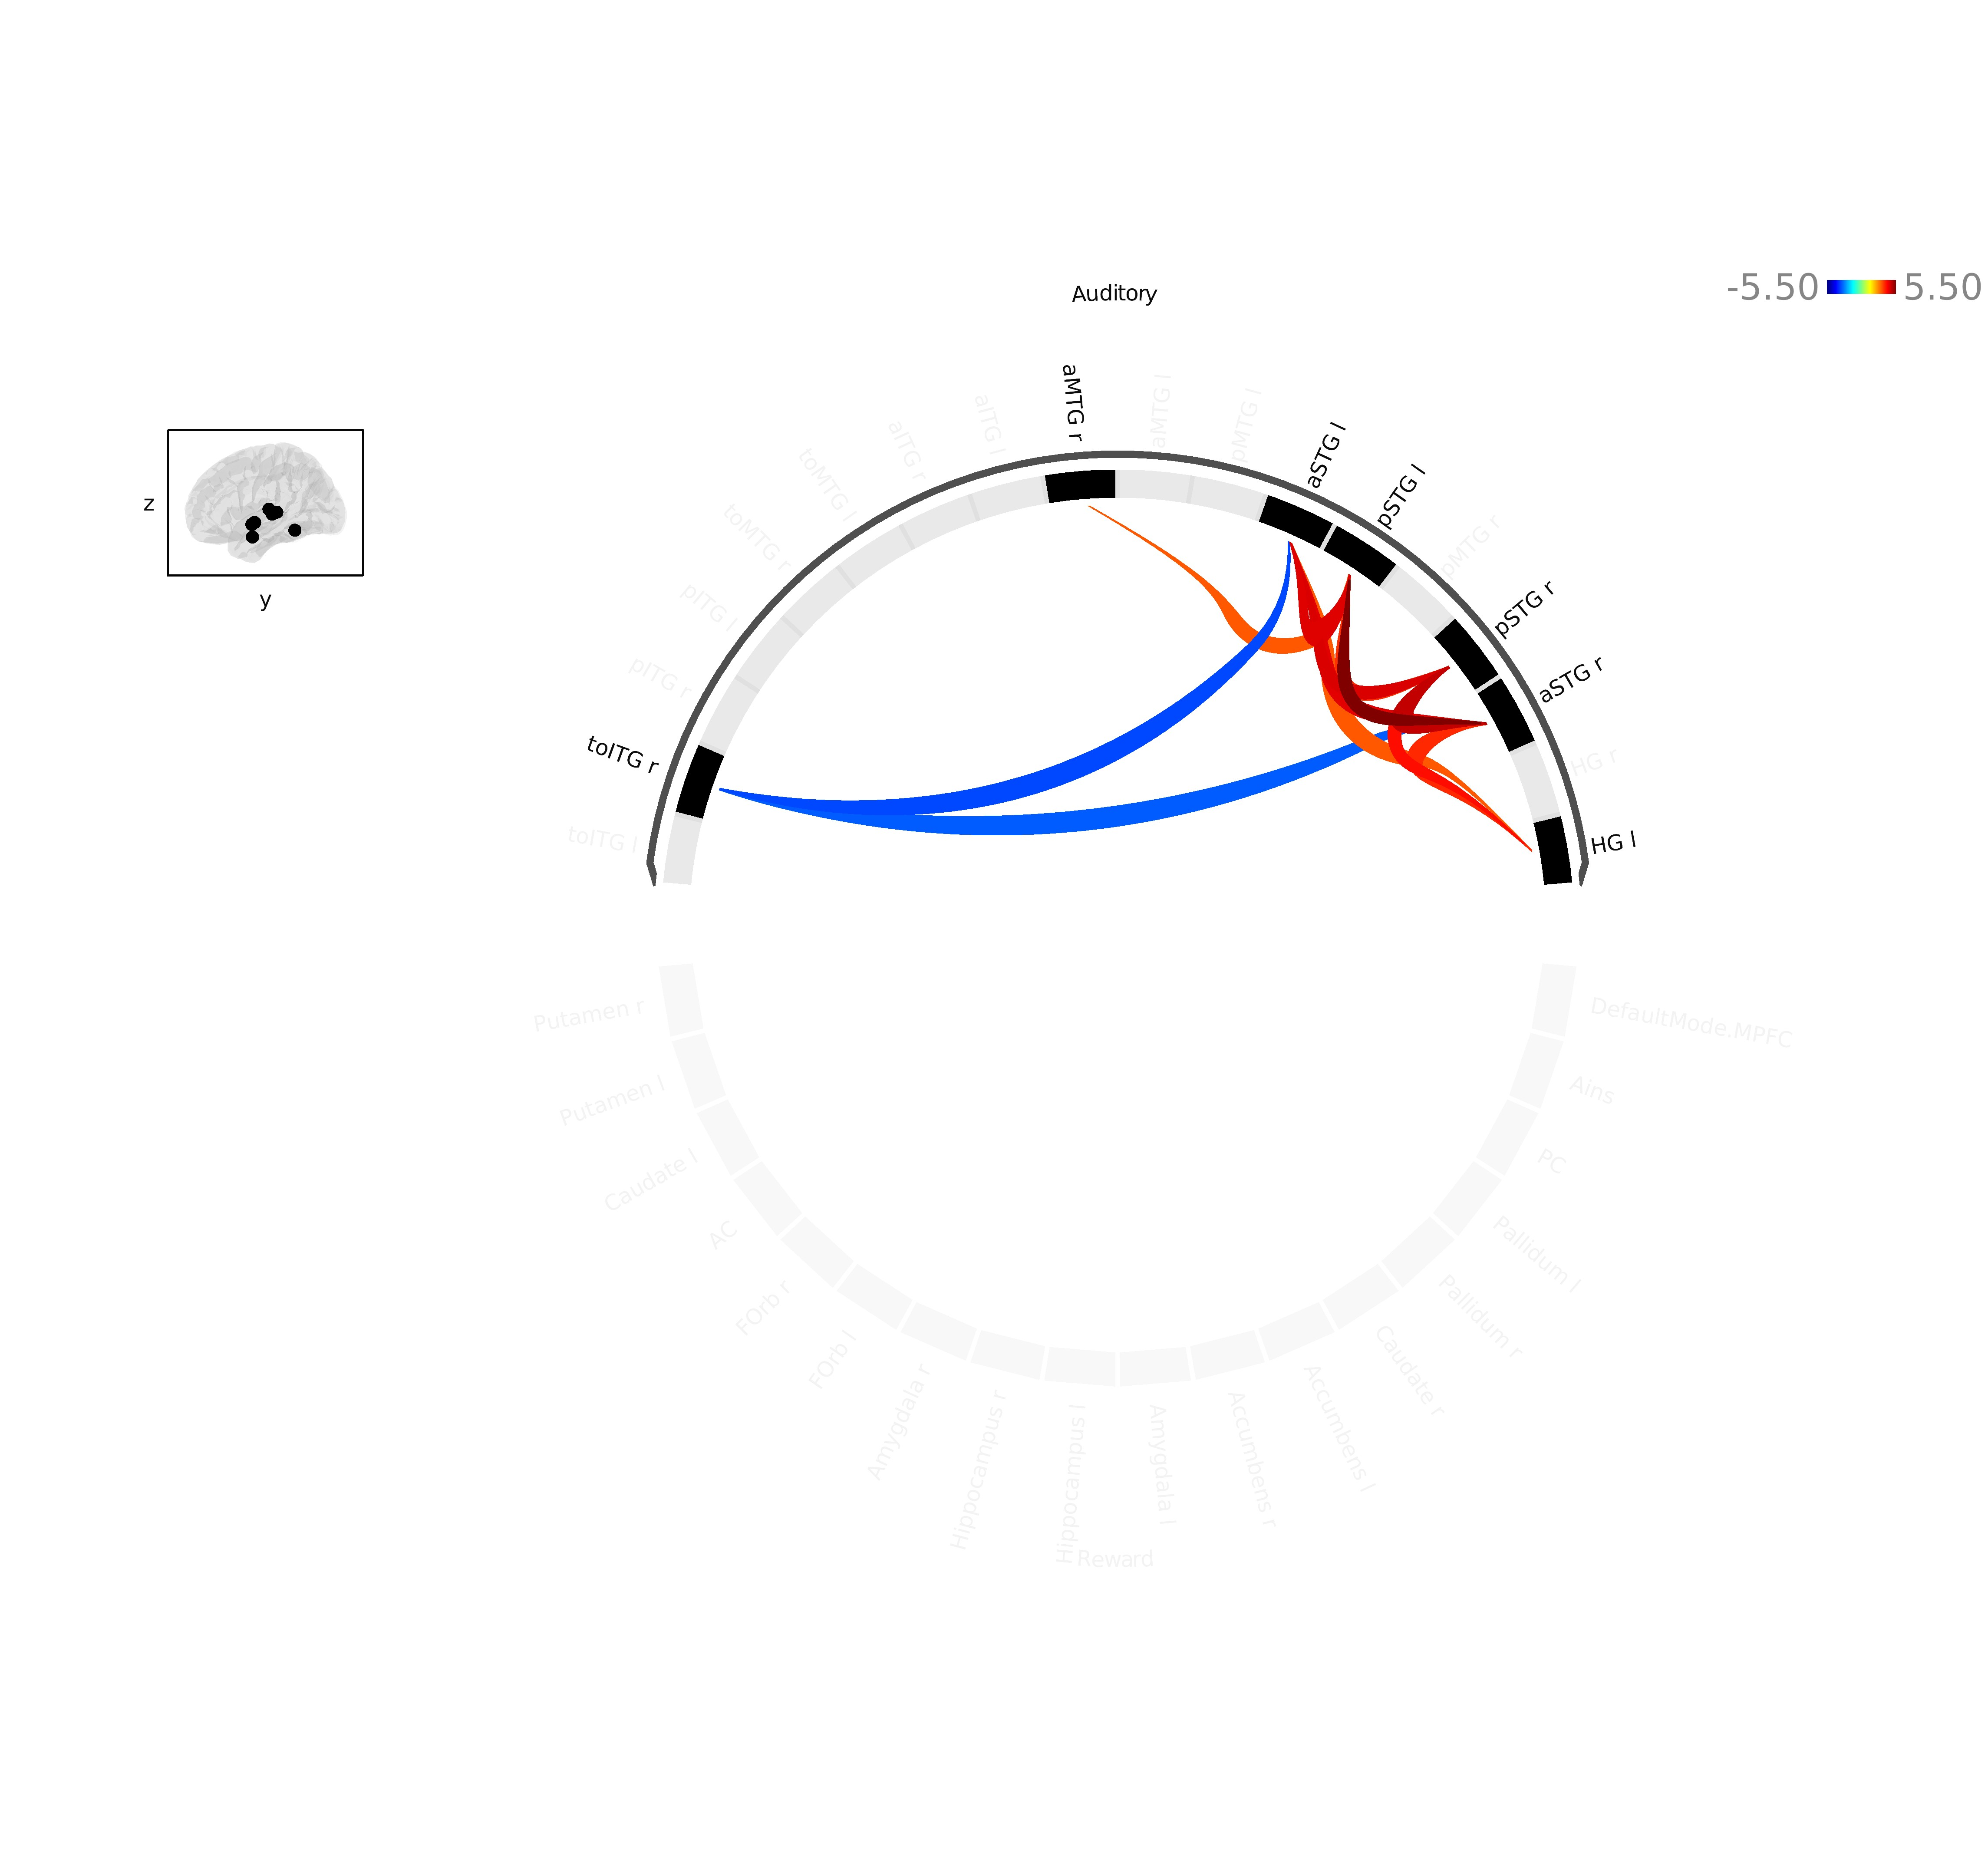 -5.50 5.50
Auditory
aMTG r
aMTG l
pMTG l
aSTG l
pSTG l
pMTG r
pSTG r
aSTG r
HG r
HG l
aITG l
aITG r
toMTG l
toMTG r
pITG l
pITG r
toITG r
toITG l
z
y
Putamen r
Putamen l
Caudate l
AC
FOrb r
FOrb l
Amygdala r
Hippocampus r
Hippocampus l
Amygdala l
Accumbens r
Accumbens l
Caudate r
Pallidum r
Pallidum l
PC
Ains
DefaultMode.MPFC
Reward